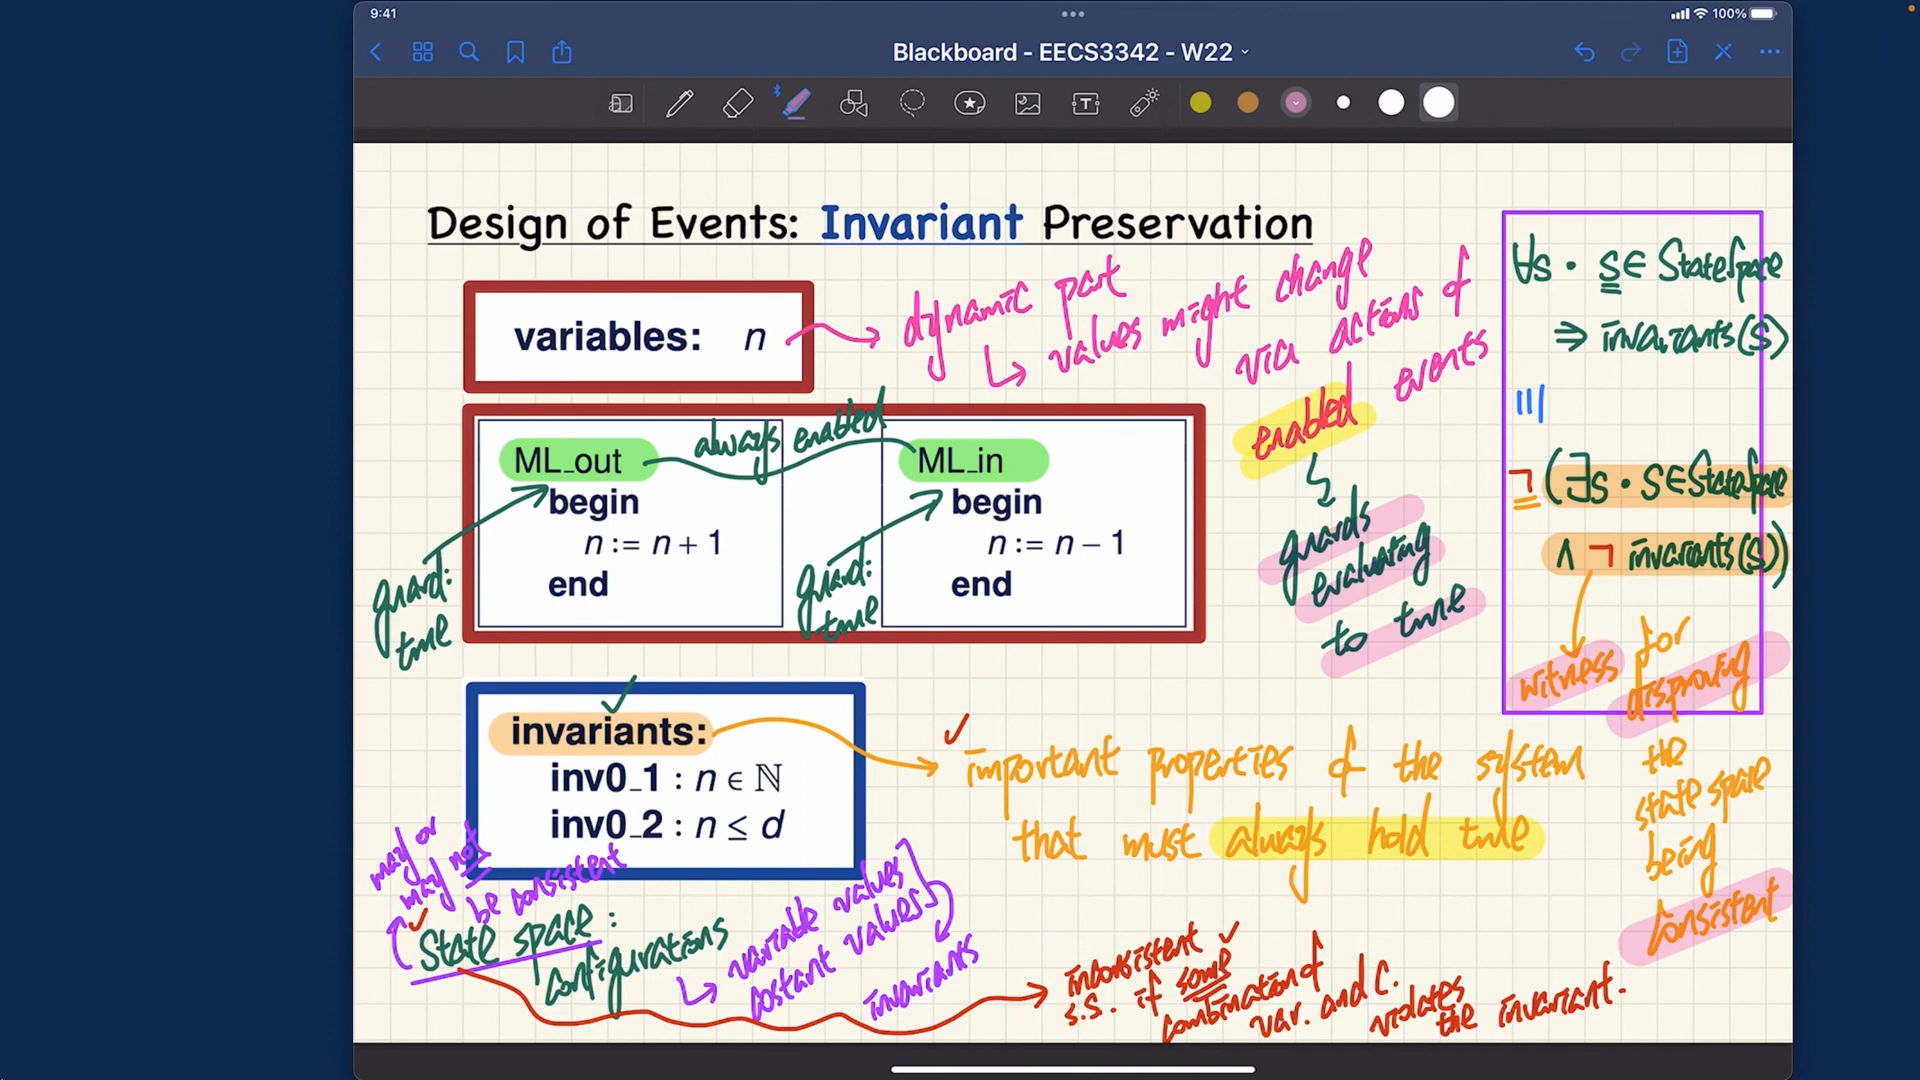 9:41
100%
Blackboard - EECS3342 - W22
Design of Events: Invariant Preservation
variables: n
dynamic part
values might change
via actions of
enabled events
guards
evaluating
to true
ML_out
begin
n := n + 1
end
always enabled
ML_in
begin
n := n − 1
end
guard:
true
guard:
true
invariants:
inv0_1 : n ∈ ℕ
inv0_2 : n ≤ d
important properties of the system
that must always hold true
may or
may not
be consistent
State space:
configurations
variable values
costant values
invariants
inconsistent
s.s. if some
combination of
var. and c.
violates
the invariant.
∀s • s ∈ StateSpace
⇒ invariants(s)
≡
¬(∃s • s ∈ StateSpace
∧ ¬ invariants(s))
witness for
disproving
the
state space
being
consistent